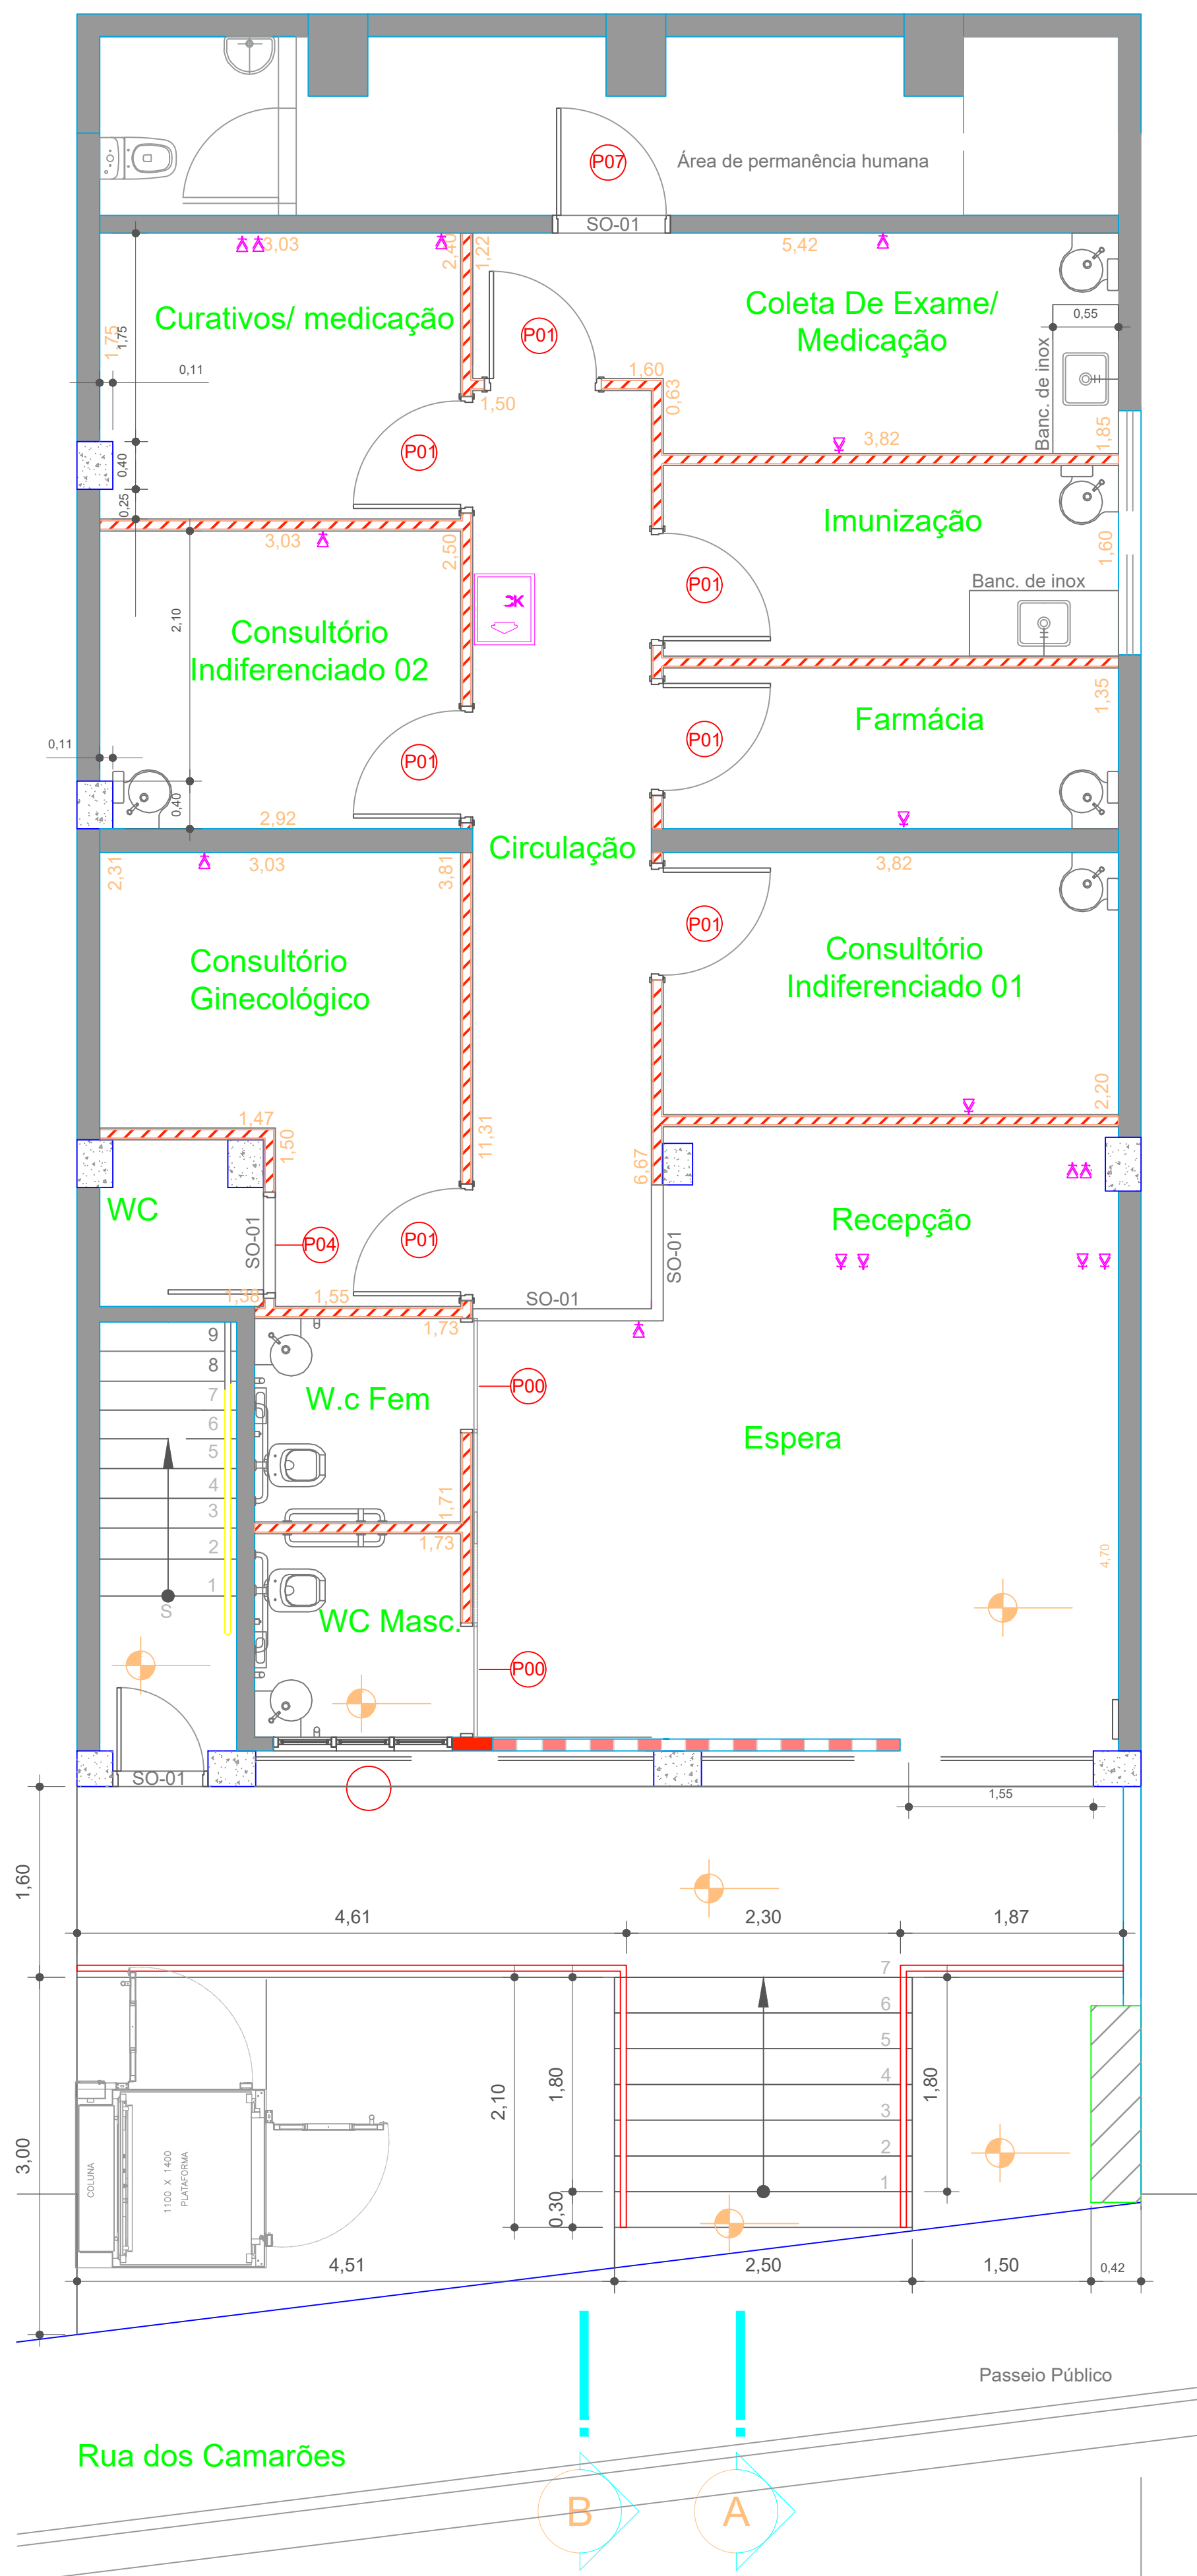 P07
Área de permanência humana
SO-01
3,03
2,40
1,22
5,42
Curativos/ medicação
Coleta De Exame/
Medicação
0,55
P01
1,75
1,75
0,11
1,60
0,63
1,50
Banc. de inox
1,85
3,82
P01
0,40
0,25
3,03
2,50
Imunização
1,60
Banc. de inox
P01
2,10
Consultório
Indiferenciado 02
1,35
Farmácia
P01
P01
0,11
0,40
2,92
Circulação
2,31
3,03
3,81
3,82
P01
Consultório
Ginecológico
Consultório
Indiferenciado 01
2,20
1,47
1,50
11,31
6,67
WC
Recepção
SO-01
P04
P01
SO-01
1,38
1,55
SO-01
1,73
9
8
7
6
5
4
3
2
1
S
W.c Fem
P00
Espera
1,71
1,73
4,70
WC Masc.
P00
SO-01
1,55
1,60
4,61
2,30
1,87
7
6
5
4
3
2
1
2,10
1,80
1,80
0,30
3,00
COLUNA
1100 X 1400
PLATAFORMA
4,51
2,50
1,50
0,42
Passeio Público
Rua dos Camarões
B
A